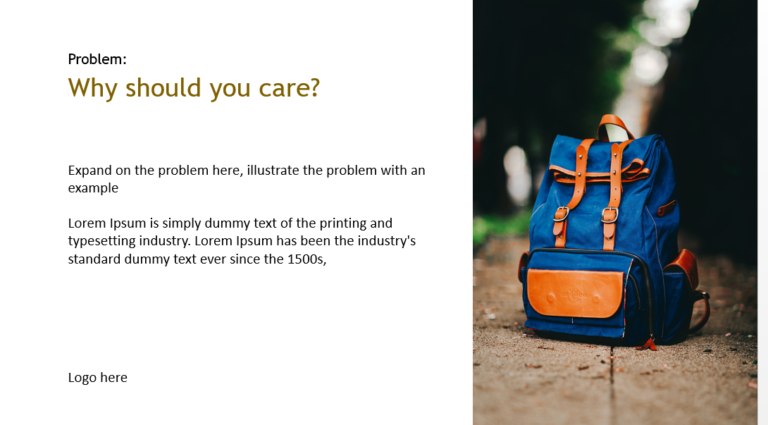 Problem:
Why should you care?
Expand on the problem here, illustrate the problem with an
example
Lorem Ipsum is simply dummy text of the printing and
typesetting industry. Lorem Ipsum has been the industry's
standard dummy text ever since the 1500s,
Logo here